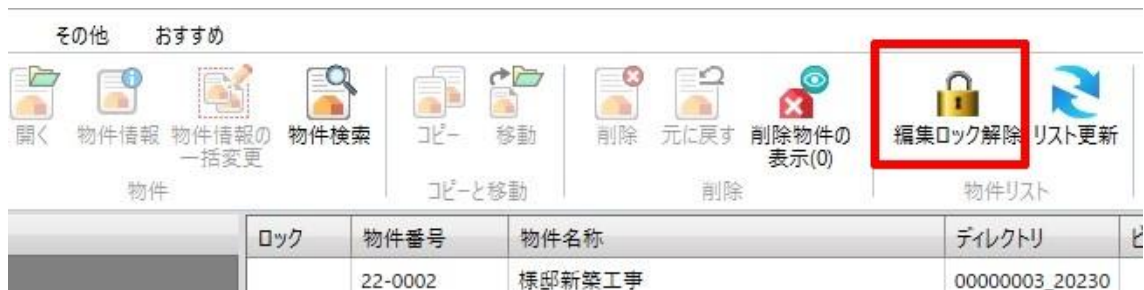 その他 おすすめ
開く 物件情報 物件情報の 物件検索 コピー 移動 削除 元に戻す 削除物件の 編集ロック解除 リスト更新
一括変更 表示(0)
物件 コピーと移動 削除 物件リスト
ロック 物件番号 物件名称 ディレクトリ ビ
22-0002 様邸新築工事 00000003_20230